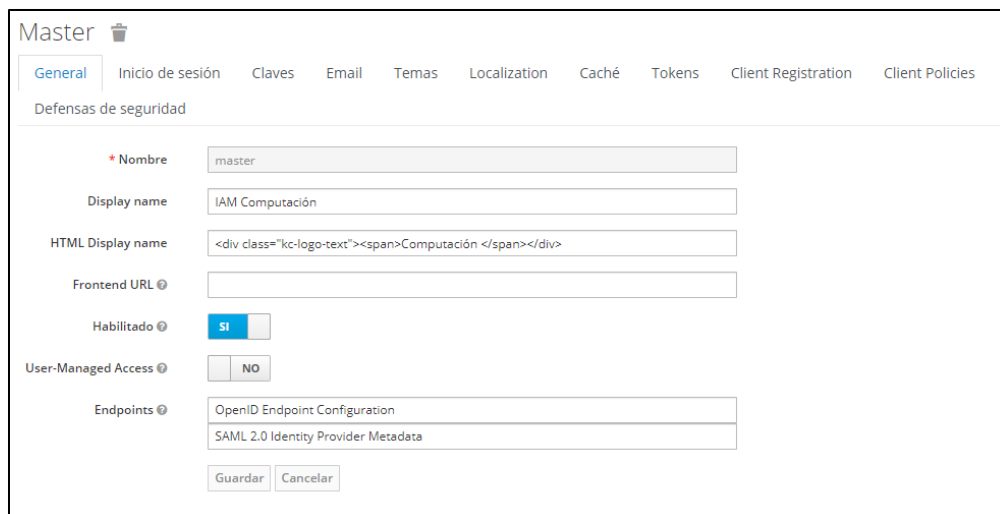 Master
General Inicio de sesión Claves Email Temas Localization Caché Tokens Client Registration Client Policies
Defensas de seguridad
* Nombre master
Display name IAM Computación
HTML Display name <div class="kc-logo-text"><span>Computación </span></div>
Frontend URL
Habilitado SI
User-Managed Access NO
Endpoints OpenID Endpoint Configuration
SAML 2.0 Identity Provider Metadata
Guardar Cancelar